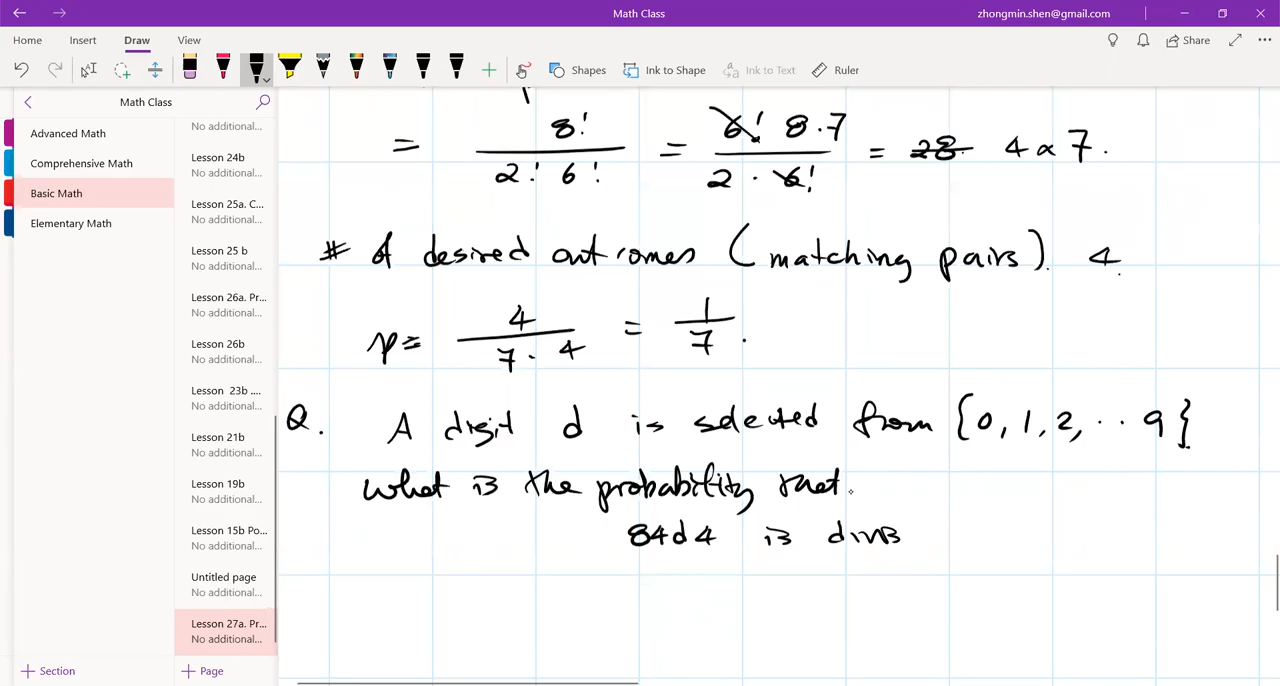 Math Class
zhongmin.shen@gmail.com
Home Insert Draw View
Share
Shapes Ink to Shape Ink to Text Ruler
Math Class
Advanced Math
Comprehensive Math
Basic Math
Elementary Math
No additional...
Lesson 24b
No additional...
Lesson 25a. C...
No additional...
Lesson 25 b
No additional...
Lesson 26a. Pr...
No additional...
Lesson 26b
No additional...
Lesson 23b ....
No additional...
Lesson 21b
No additional...
Lesson 19b
No additional...
Lesson 15b Po...
No additional...
Untitled page
No additional...
Lesson 27a. Pr...
No additional...
+ Section
+ Page
= 8! / 2! 6! = 6! 8·7 / 2 · 6! = 28 4 × 7.
# of desired outcomes (matching pairs). 4.
p = 4 / 7 · 4 = 1 / 7.
Q. A digit d is selected from {0, 1, 2, ·· 9}
what is the probability that
84d4 is divis